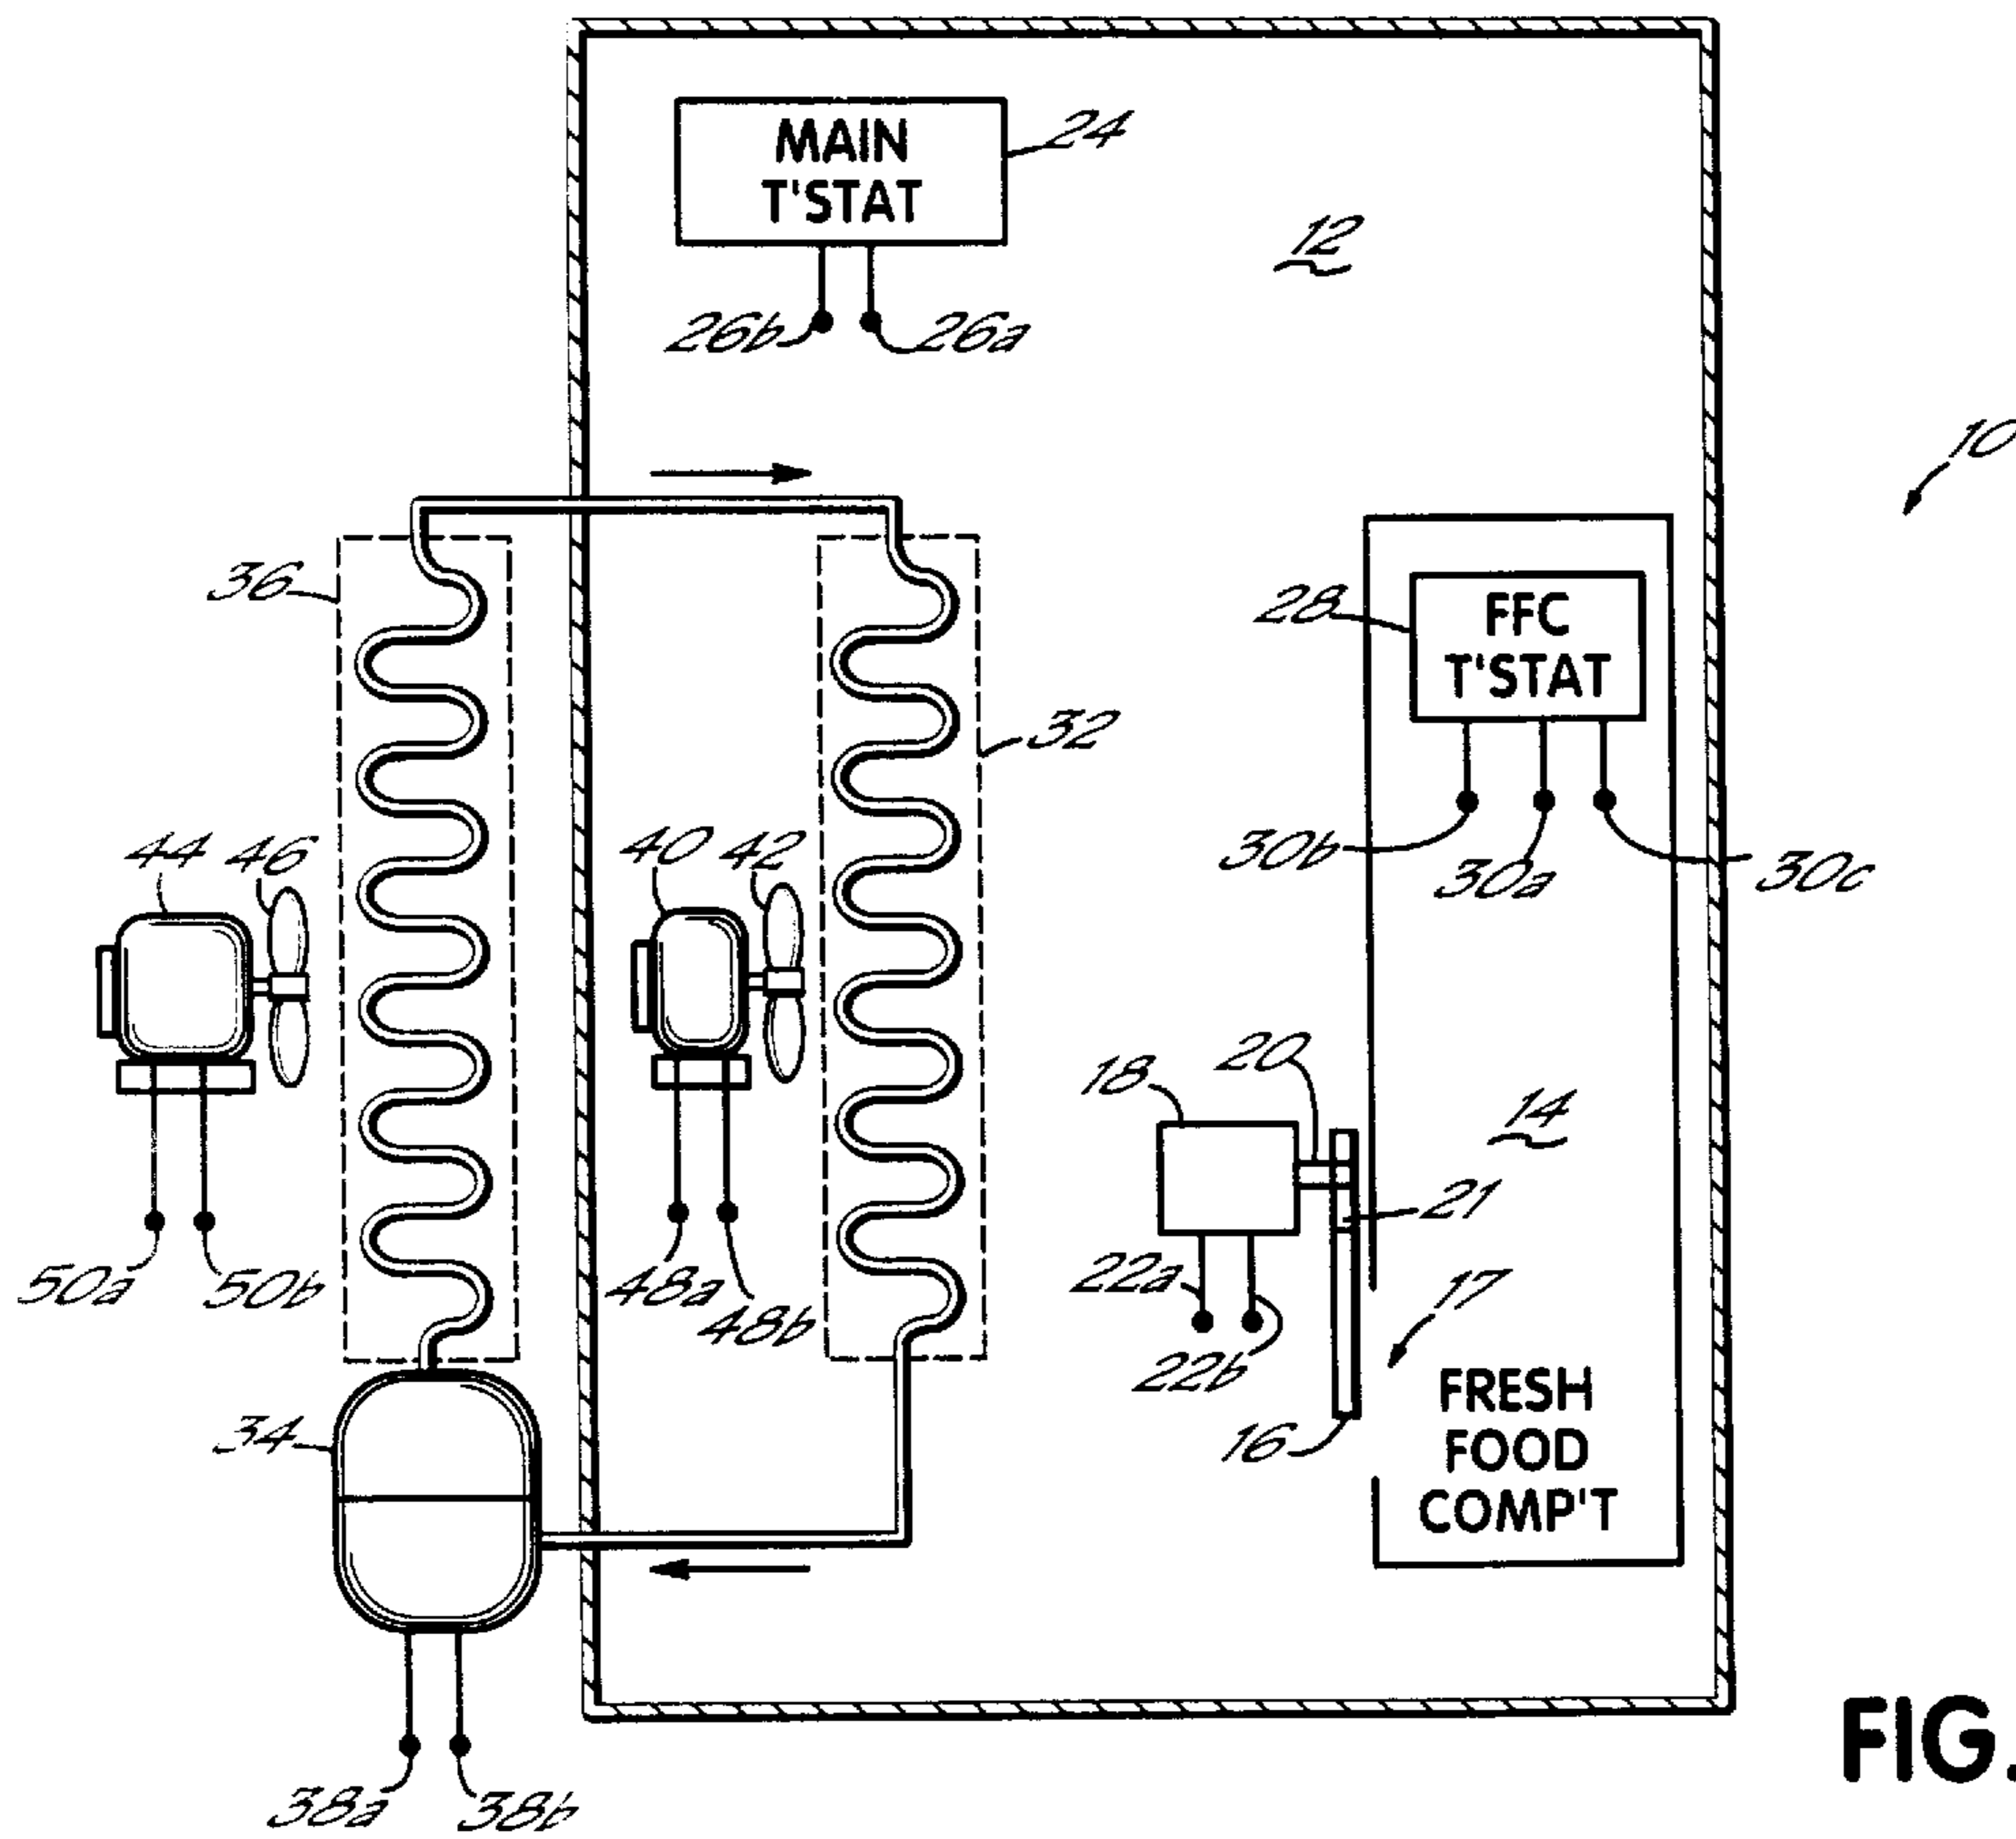 MAIN
T'STAT
24
12
26b
26a
10
36
28
FFC
T'STAT
32
30b
30a
30c
44
46
40
42
18
20
14
21
50a
50b
48a
48b
22a
22b
17
16
FRESH
FOOD
COMP'T
34
38a
38b
FIG.